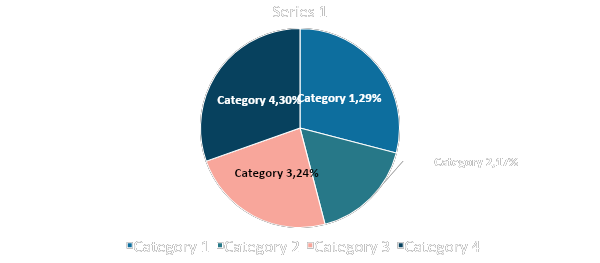 Series 1
Category 4,30%
Category 1,29%
Category 2,17%
Category 3,24%
Category 1 Category 2 Category 3 Category 4